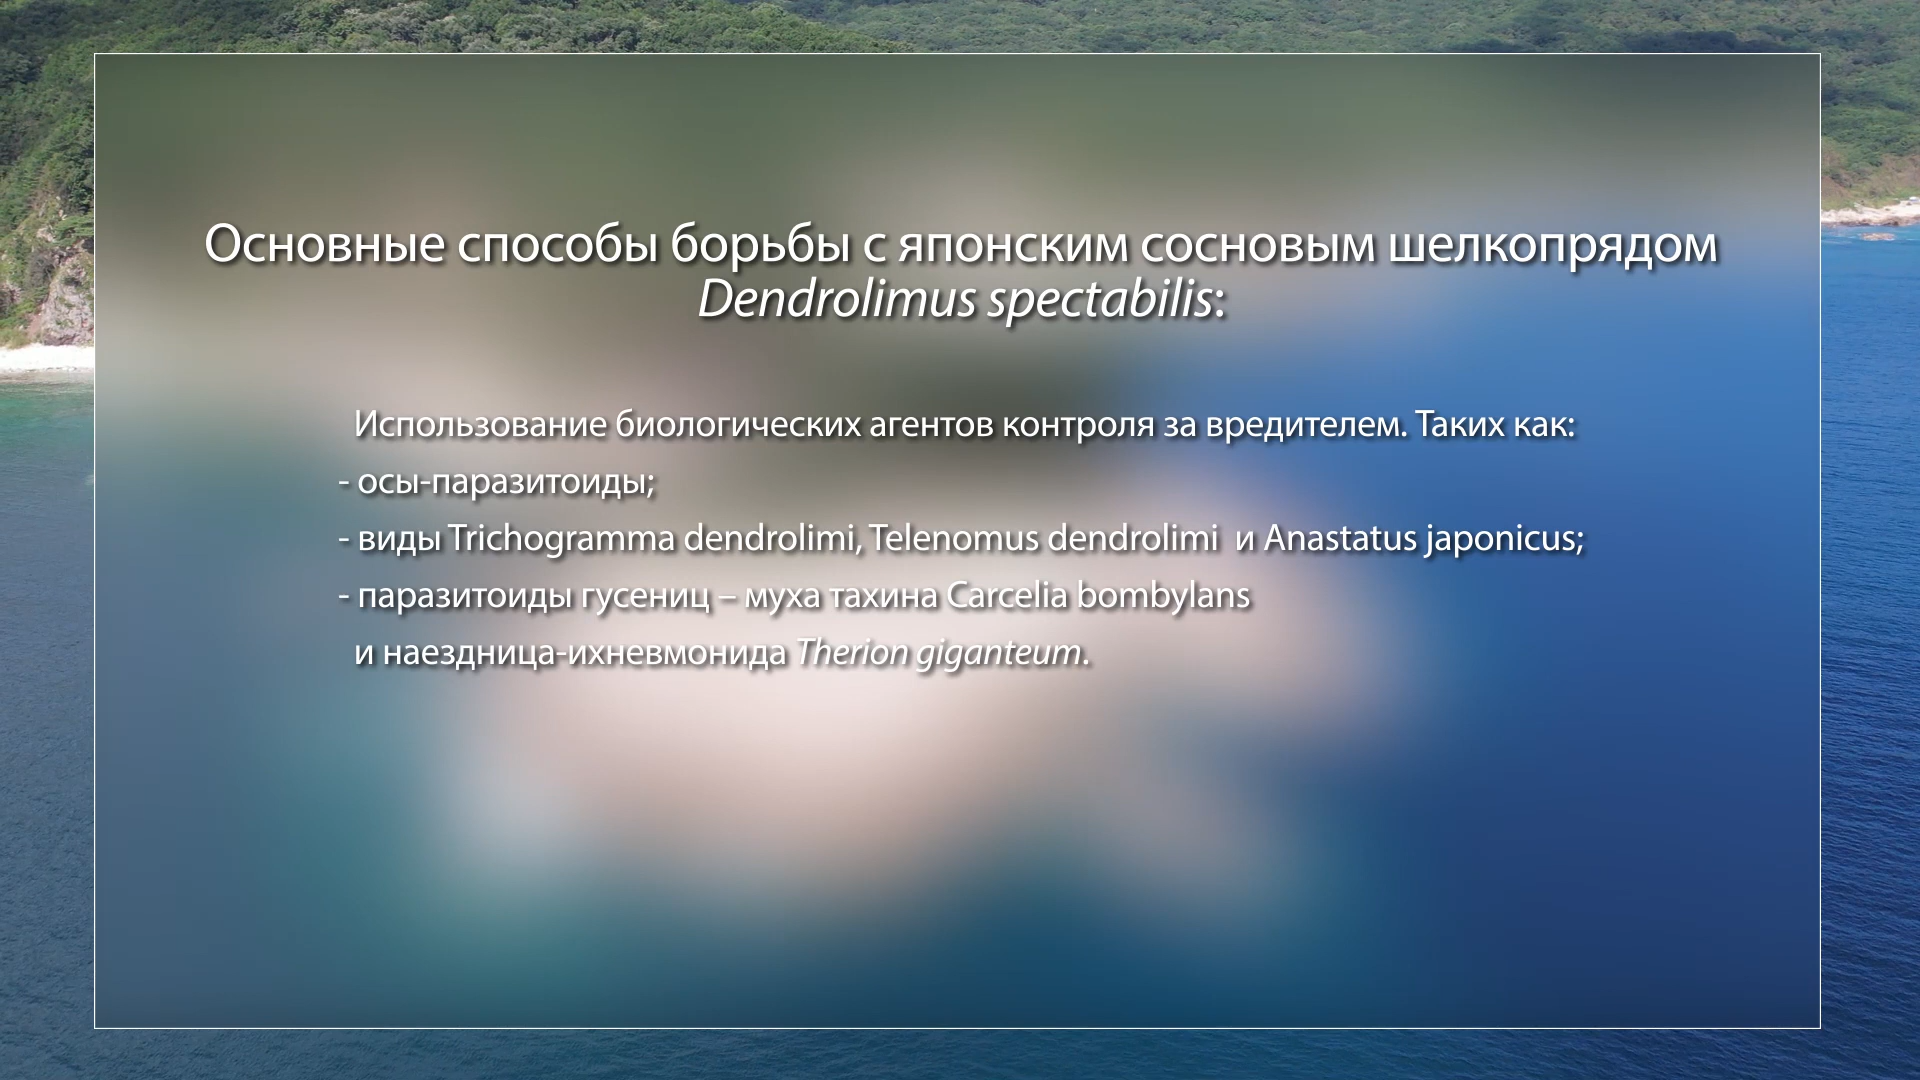 Основные способы борьбы с японским сосновым шелкопрядом
Dendrolimus spectabilis:
Использование биологических агентов контроля за вредителем. Таких как:
- осы-паразитоиды;
- виды Trichogramma dendrolimi, Telenomus dendrolimi и Anastatus japonicus;
- паразитоиды гусениц – муха тахина Carcelia bombylans
и наездница-ихневмонида Therion giganteum.